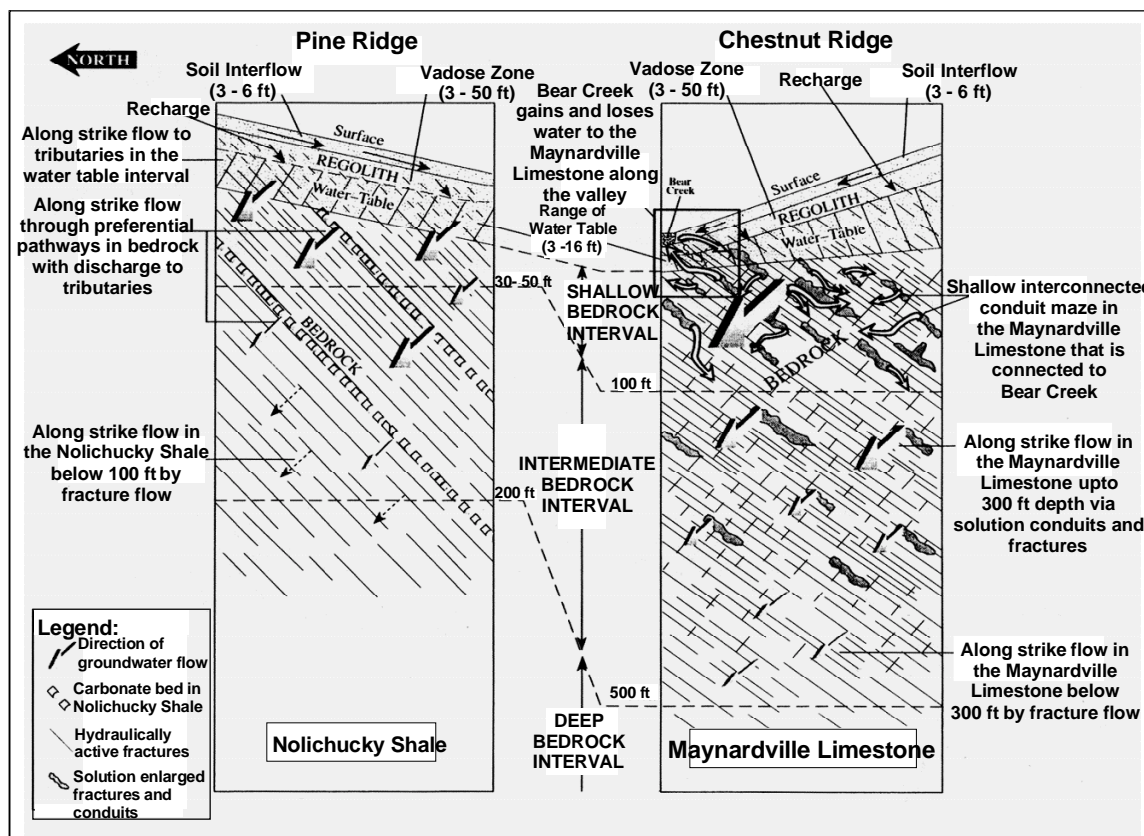 Pine Ridge
Chestnut Ridge
NORTH
Soil Interflow
(3 - 6 ft)
Vadose Zone
(3 - 50 ft)
Recharge
Along strike flow to
tributaries in the
water table interval
Along strike flow
through preferential
pathways in bedrock
with discharge to
tributaries
Along strike flow in
the Nolichucky Shale
below 100 ft by
fracture flow
Surface
REGOLITH
Water-Table
BEDROCK
Nolichucky Shale
Bear Creek
gains and loses
water to the
Maynardville
Limestone along
the valley
Range of
Water Table
(3 -16 ft)
30- 50 ft
SHALLOW
BEDROCK
INTERVAL
100 ft
INTERMEDIATE
BEDROCK
INTERVAL
200 ft
500 ft
DEEP
BEDROCK
INTERVAL
Vadose Zone
(3 - 50 ft)
Recharge
Soil Interflow
(3 - 6 ft)
Bear
Creek
Surface
REGOLITH
Water-Table
BEDROCK
Maynardville Limestone
Shallow interconnected
conduit maze in
the Maynardville
Limestone that is
connected to
Bear Creek
Along strike flow in
the Maynardville
Limestone upto
300 ft depth via
solution conduits and
fractures
Along strike flow in
the Maynardville
Limestone below
300 ft by fracture flow
Legend:
Direction of
groundwater flow
Carbonate bed in
Nolichucky Shale
Hydraulically
active fractures
Solution enlarged
fractures and
conduits